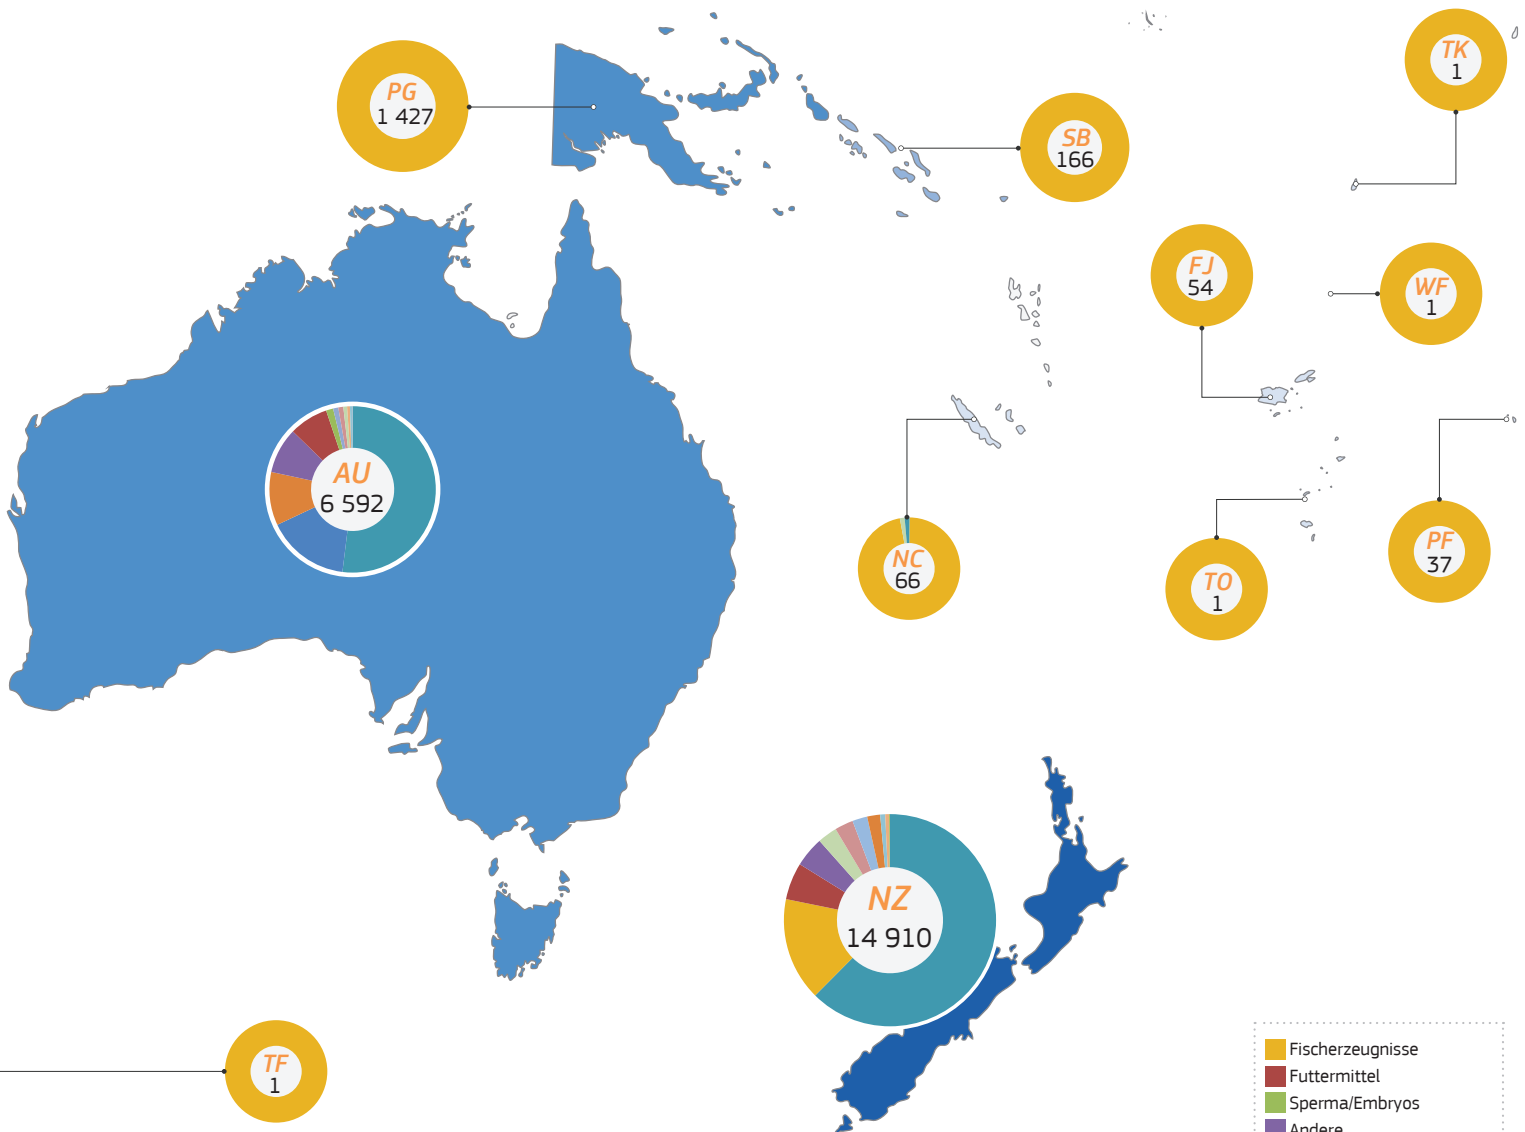 TK
1
PG
1 427
SB
166
FJ
54
WF
1
AU
6 592
NC
66
PF
37
TO
1
NZ
14 910
TF
1
Fischerzeugnisse
Futtermittel
Sperma/Embryos
Andere